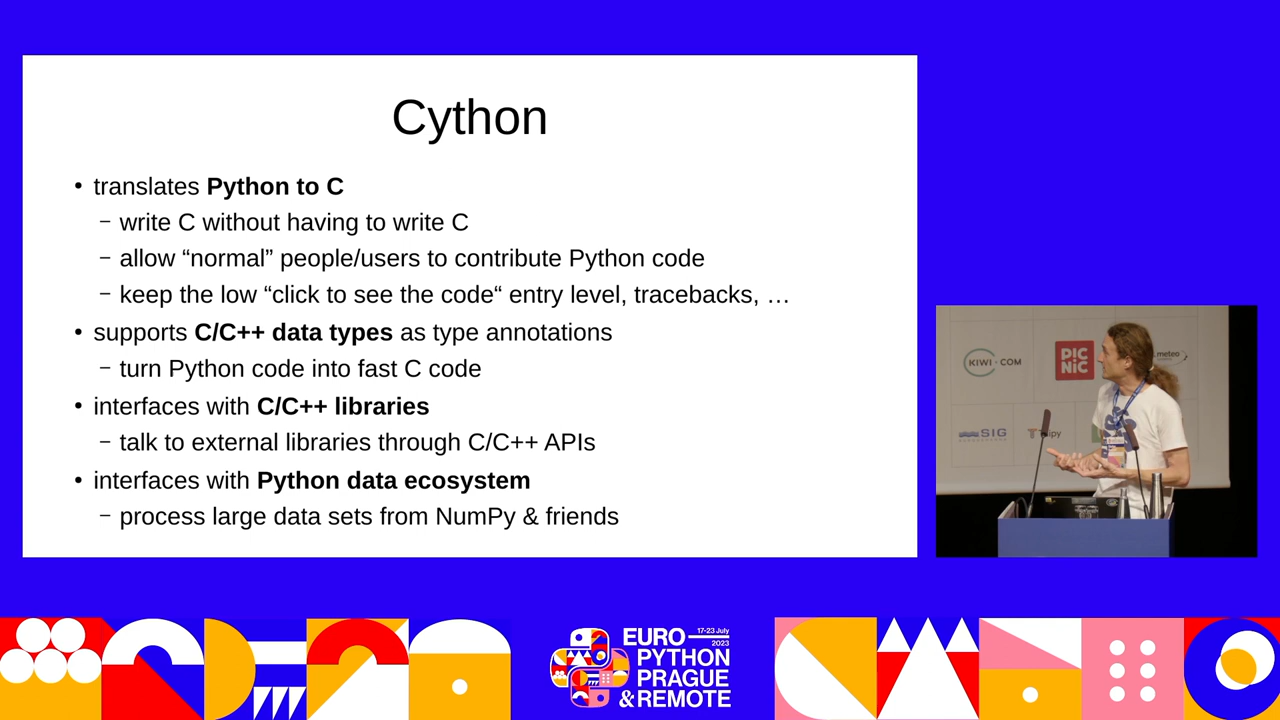 Cython
• translates Python to C
– write C without having to write C
– allow “normal” people/users to contribute Python code
– keep the low “click to see the code“ entry level, tracebacks, …
• supports C/C++ data types as type annotations
– turn Python code into fast C code
• interfaces with C/C++ libraries
– talk to external libraries through C/C++ APIs
• interfaces with Python data ecosystem
– process large data sets from NumPy & friends
KIWI.COM
PIC
NiC
meteo
SIG
EURO
17-23 July
2023
PYTHON
PRAGUE
&REMOTE